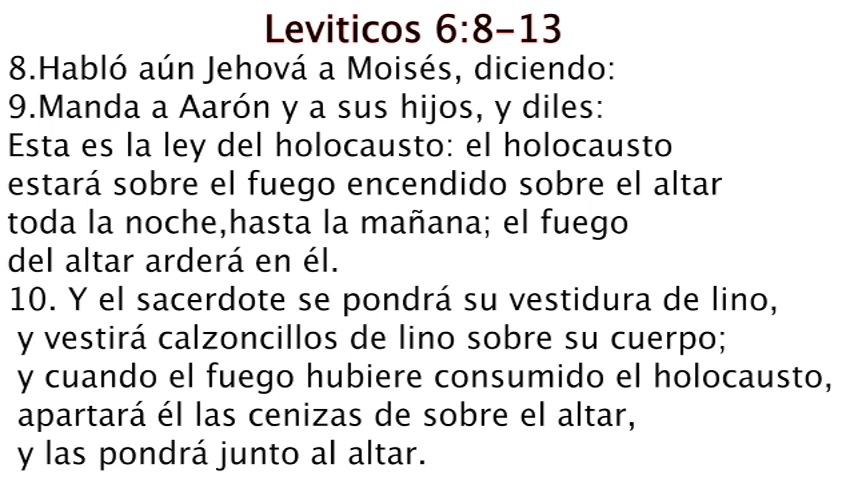 Leviticos 6:8-13
8.Habló aún Jehová a Moisés, diciendo:
9.Manda a Aarón y a sus hijos, y diles:
Esta es la ley del holocausto: el holocausto
estará sobre el fuego encendido sobre el altar
toda la noche,hasta la mañana; el fuego
del altar arderá en él.
10. Y el sacerdote se pondrá su vestidura de lino,
y vestirá calzoncillos de lino sobre su cuerpo;
y cuando el fuego hubiere consumido el holocausto,
apartará él las cenizas de sobre el altar,
y las pondrá junto al altar.